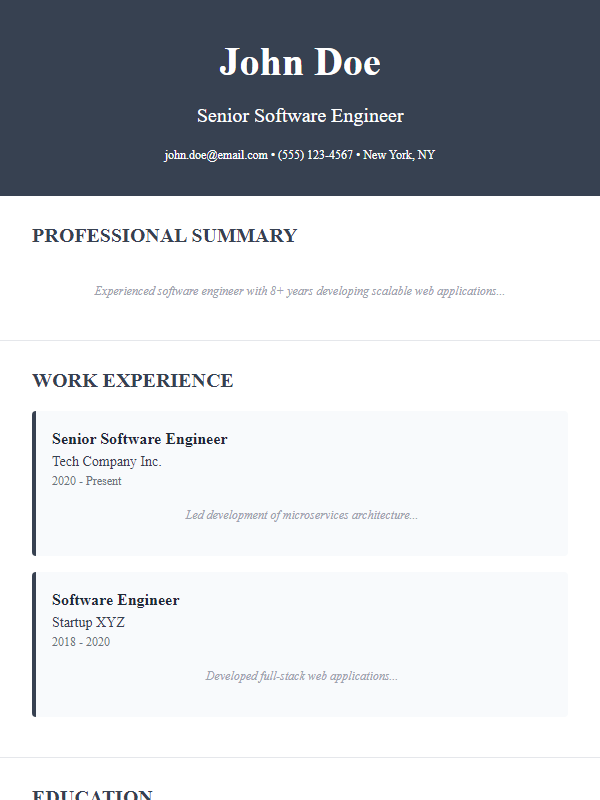 John Doe
Senior Software Engineer
john.doe@email.com • (555) 123-4567 • New York, NY
PROFESSIONAL SUMMARY
Experienced software engineer with 8+ years developing scalable web applications...
WORK EXPERIENCE
Senior Software Engineer
Tech Company Inc.
2020 - Present
Led development of microservices architecture...
Software Engineer
Startup XYZ
2018 - 2020
Developed full-stack web applications...
EDUCATION